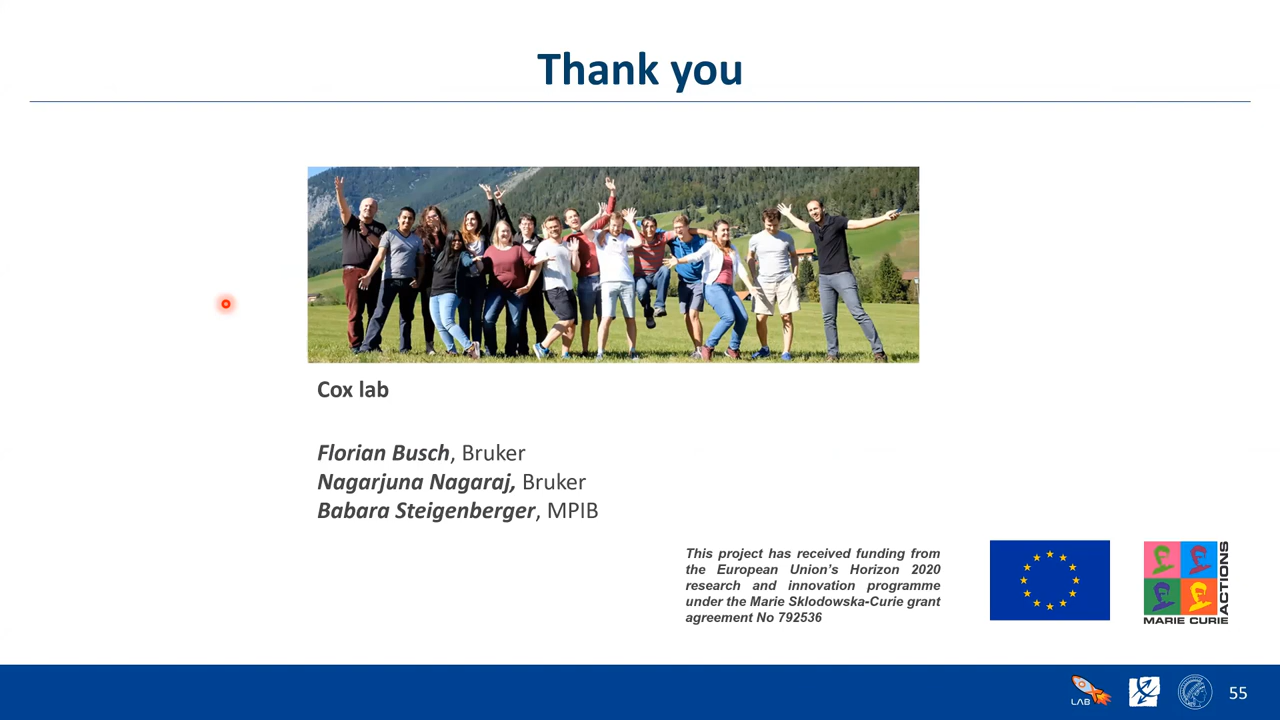 Thank you
Cox lab
Florian Busch, Bruker
Nagarjuna Nagaraj, Bruker
Babara Steigenberger, MPIB
This project has received funding from
the European Union’s Horizon 2020
research and innovation programme
under the Marie Sklodowska-Curie grant
agreement No 792536
MARIE CURIE
ACTIONS
LAB
55